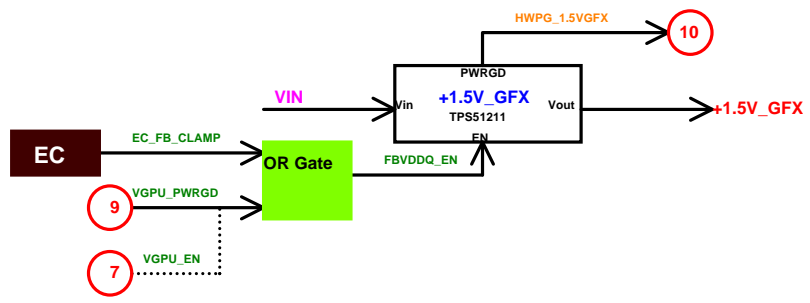 HWPG_1.5VGFX
10
PWRGD
VIN
Vin
+1.5V_GFX
Vout
+1.5V_GFX
TPS51211
EN
EC
EC_FB_CLAMP
OR Gate
FBVDDQ_EN
VGPU_PWRGD
9
VGPU_EN
7